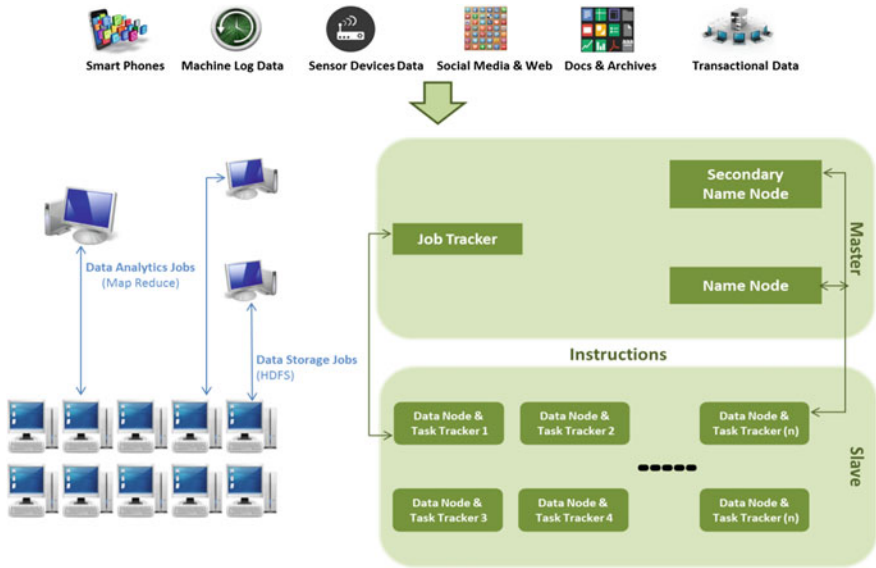 Smart Phones
Machine Log Data
Sensor Devices Data
Social Media & Web
Docs & Archives
Transactional Data
Data Analytics Jobs
(Map Reduce)
Data Storage Jobs
(HDFS)
Secondary
Name Node
Job Tracker
Name Node
Master
Instructions
Data Node &
Task Tracker 1
Data Node &
Task Tracker 2
Data Node &
Task Tracker (n)
Slave
Data Node &
Task Tracker 3
Data Node &
Task Tracker 4
Data Node &
Task Tracker (n)